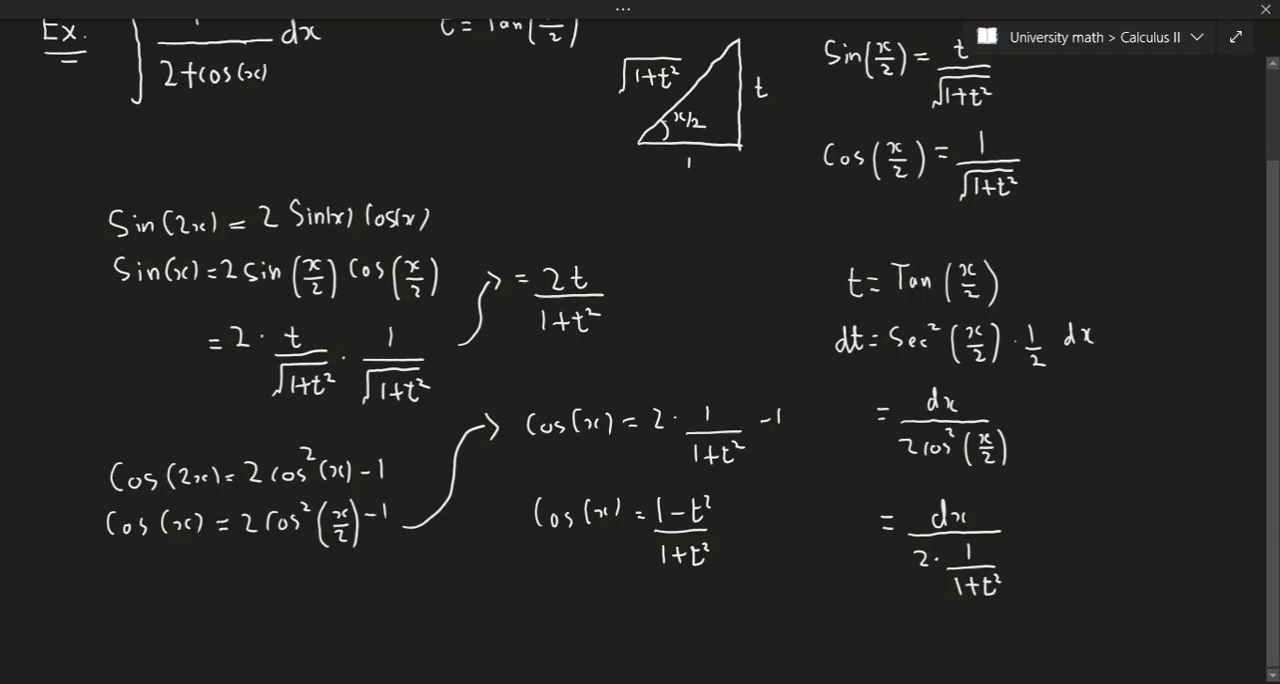 ...
Ex. ∫ 1/(2+cos(x)) dx
t = Tan(x/2)
University math > Calculus II
√(1+t²)
t
x/2
1
Sin(x/2) = t/√(1+t²)
Cos(x/2) = 1/√(1+t²)
Sin(2x) = 2 Sin(x) Cos(x)
Sin(x) = 2 Sin(x/2) Cos(x/2)
= 2 · t/√(1+t²) · 1/√(1+t²)
= 2t/(1+t²)
Cos(2x) = 2 cos²(x) - 1
Cos(x) = 2 Cos²(x/2) - 1
Cos(x) = 2 · 1/(1+t²) - 1
Cos(x) = (1-t²)/(1+t²)
t = Tan(x/2)
dt = Sec²(x/2) · 1/2 dx
= dx/(2cos²(x/2))
= dx/(2 · 1/(1+t²))